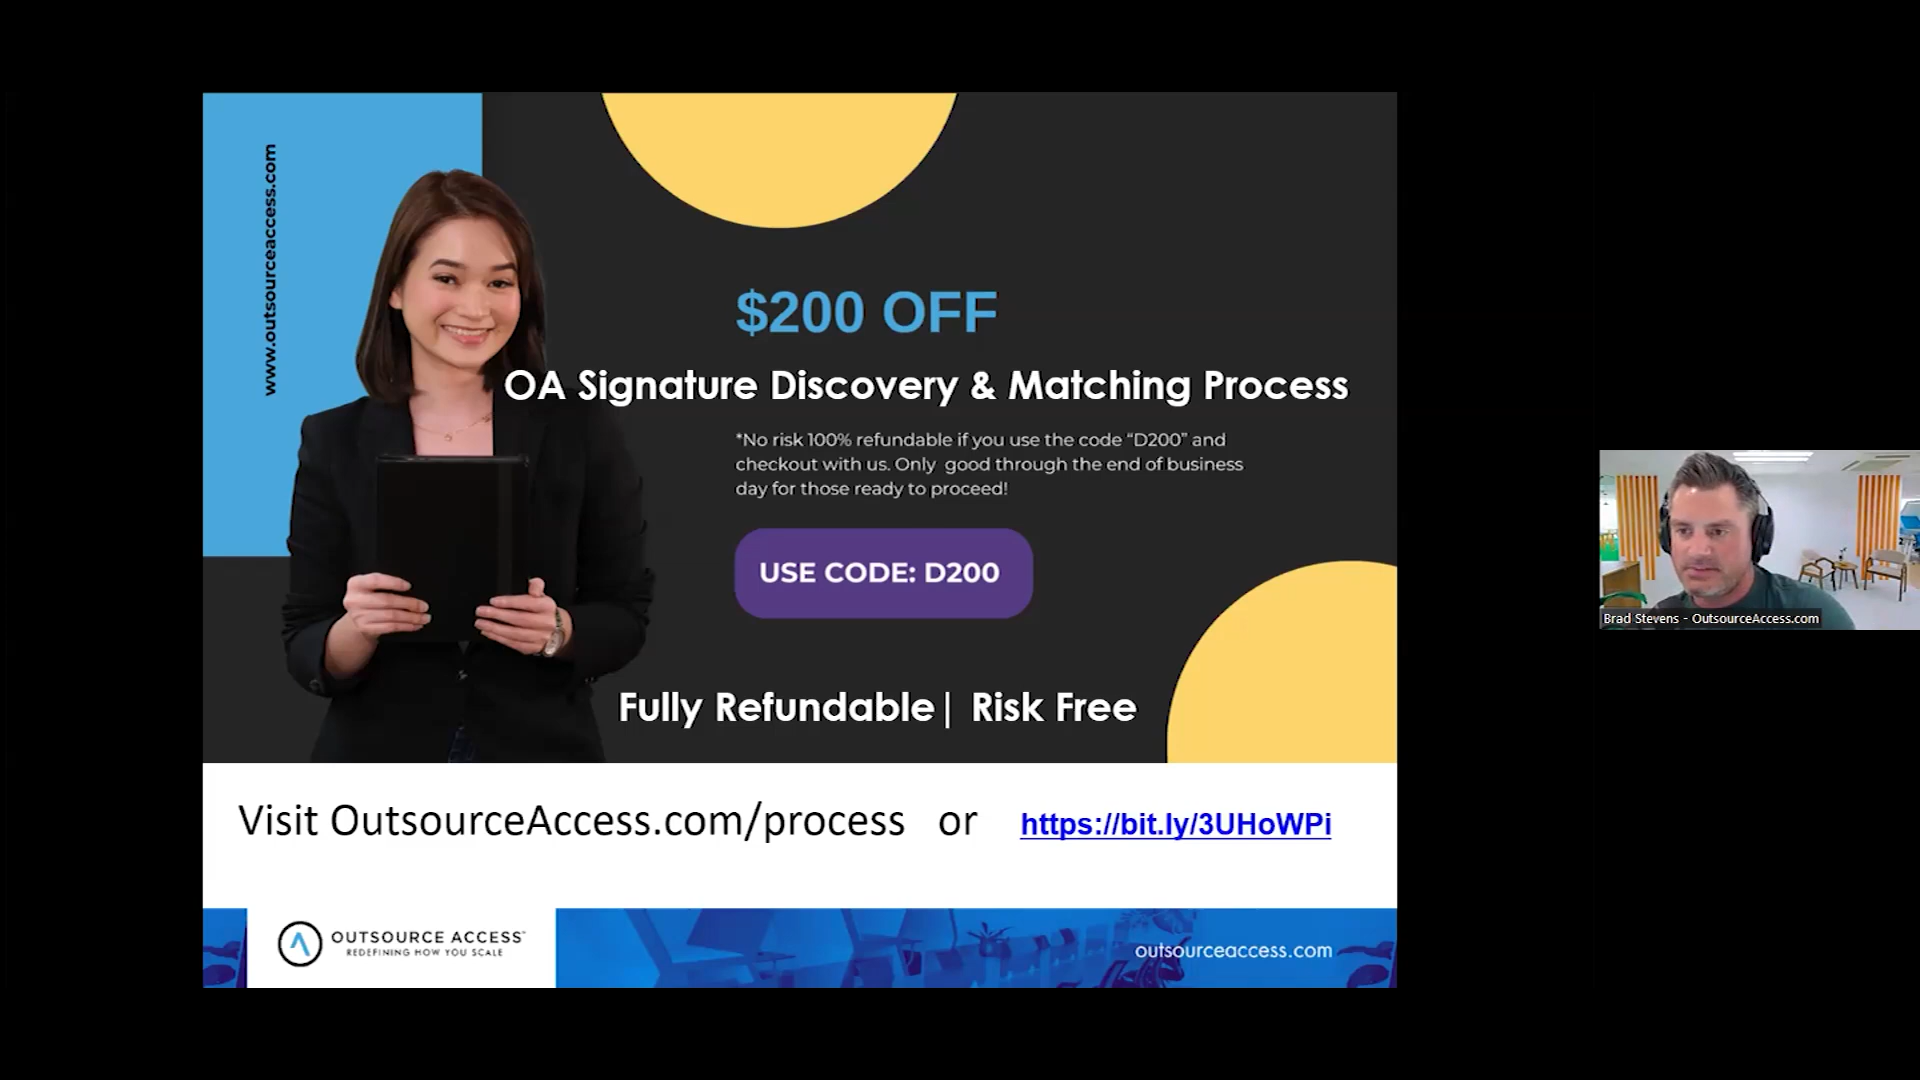 www.outsourceaccess.com
$200 OFF
OA Signature Discovery & Matching Process
*No risk 100% refundable if you use the code “D200” and
checkout with us. Only good through the end of business
day for those ready to proceed!
USE CODE: D200
Fully Refundable| Risk Free
Visit OutsourceAccess.com/process or https://bit.ly/3UHoWPi
OUTSOURCE ACCESS™
REDEFINING HOW YOU SCALE
outsourceaccess.com
Brad Stevens - OutsourceAccess.com